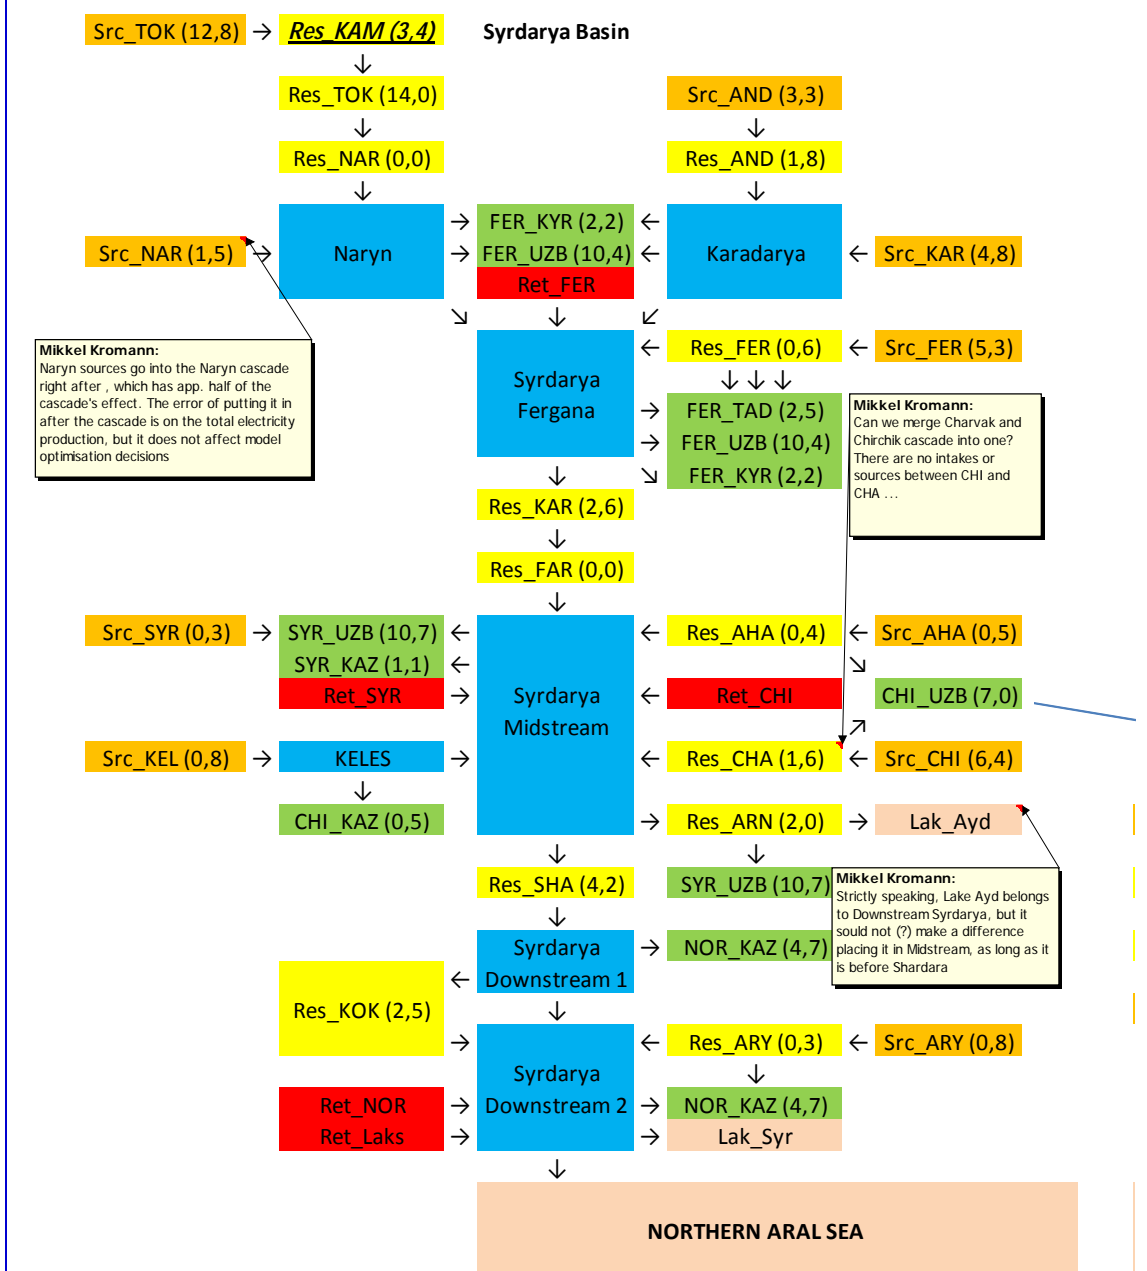 Src_TOK (12,8) → Res_KAM (3,4) Syrdarya Basin
↓
Res_TOK (14,0) Src_AND (3,3)
↓ ↓
Res_NAR (0,0) Res_AND (1,8)
↓ ↓
→ FER_KYR (2,2) ←
Src_NAR (1,5) → Naryn → FER_UZB (10,4) ← Karadarya ← Src_KAR (4,8)
Ret_FER
↘ ↓ ↙
Mikkel Kromann:
Naryn sources go into the Naryn cascade
right after , which has app. half of the
cascade's effect. The error of putting it in
after the cascade is on the total electricity
production, but it does not affect model
optimisation decisions
← Res_FER (0,6) ← Src_FER (5,3)
Syrdarya
Fergana
↓ ↓ ↓
→ FER_TAD (2,5)
→ FER_UZB (10,4)
↘ FER_KYR (2,2)
Mikkel Kromann:
Can we merge Charvak and
Chirchik cascade into one?
There are no intakes or
sources between CHI and
CHA ...
↓
Res_KAR (2,6)
↓
Res_FAR (0,0)
↓
Src_SYR (0,3) → SYR_UZB (10,7) ← ← Res_AHA (0,4) ← Src_AHA (0,5)
SYR_KAZ (1,1) ← ↘
Ret_SYR → Syrdarya ← Ret_CHI CHI_UZB (7,0)
Midstream ↗
Src_KEL (0,8) → KELES → ← Res_CHA (1,6) ← Src_CHI (6,4)
↓
CHI_KAZ (0,5) → Res_ARN (2,0) → Lak_Ayd
↓ ↓
Res_SHA (4,2) SYR_UZB (10,7)
Mikkel Kromann:
Strictly speaking, Lake Ayd belongs
to Downstream Syrdarya, but it
sould not (?) make a difference
placing it in Midstream, as long as it
is before Shardara
↓
Syrdarya → NOR_KAZ (4,7)
Downstream 1
←
Res_KOK (2,5) ↓
→ ← Res_ARY (0,3) ← Src_ARY (0,8)
Syrdarya ↓
Ret_NOR → Downstream 2 → NOR_KAZ (4,7)
Ret_Laks → → Lak_Syr
↓
NORTHERN ARAL SEA